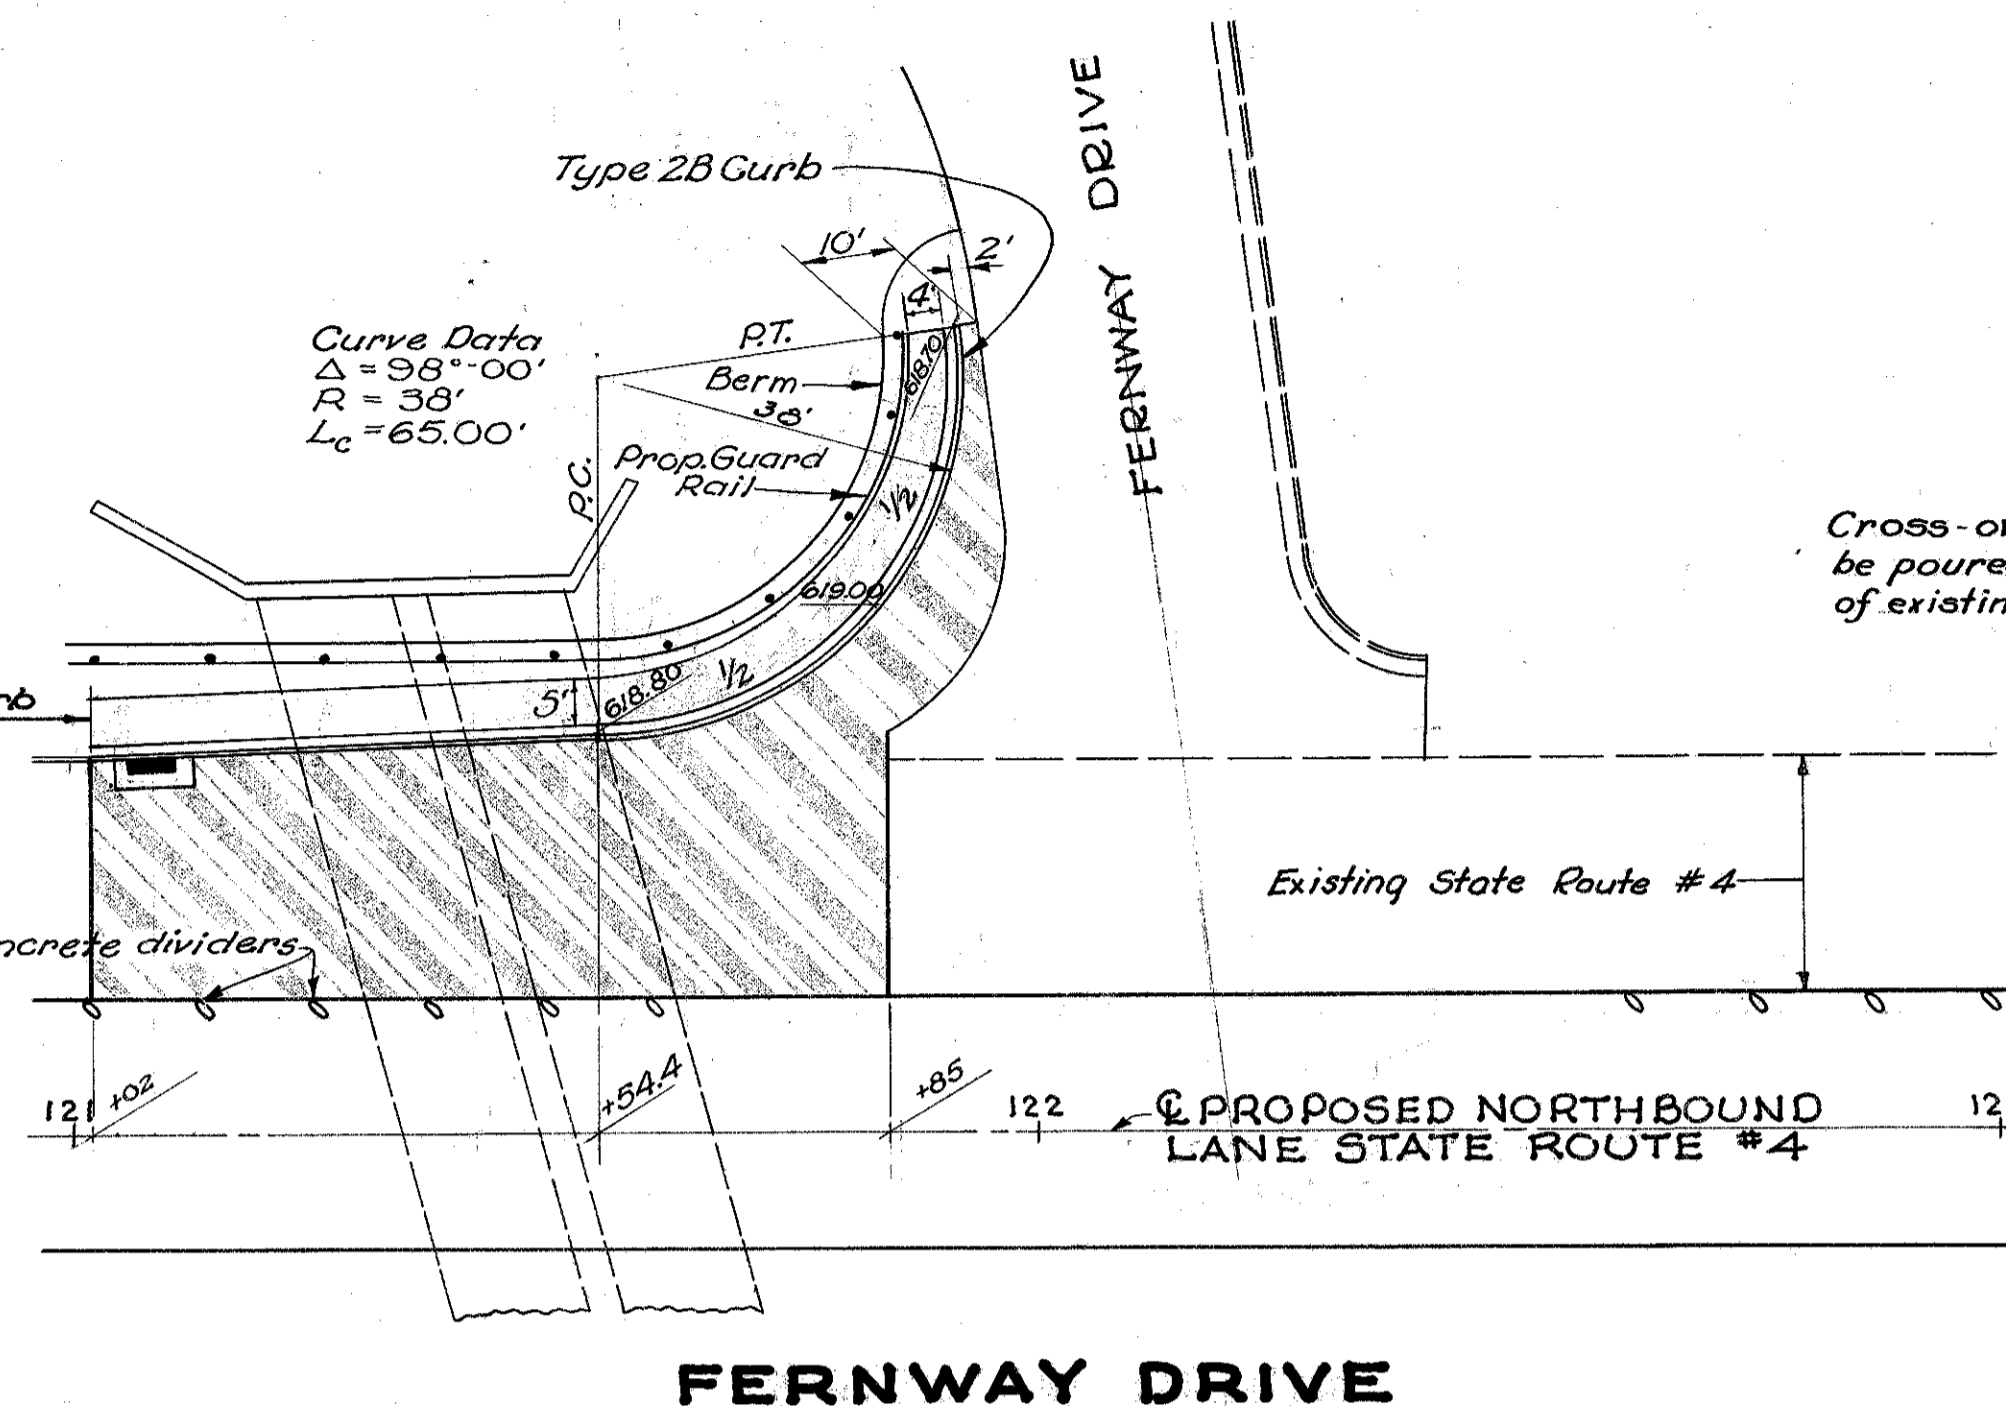 FERNWAY DRIVE
Type 2B Curb
10'
2'
4'
Curve Data
Δ = 98°-00'
R = 38'
Lc = 65.00'
P.T.
Berm
38'
618.70
P.C.
Prop. Guard
Rail
1/2
619.00
1/2
5'
618.80
rb
Cross-o
be poure
of existin
Existing State Route #4
ncrete dividers
121
+02
+54.4
+85
122
℄ PROPOSED NORTHBOUND
LANE STATE ROUTE #4
12
FERNWAY DRIVE